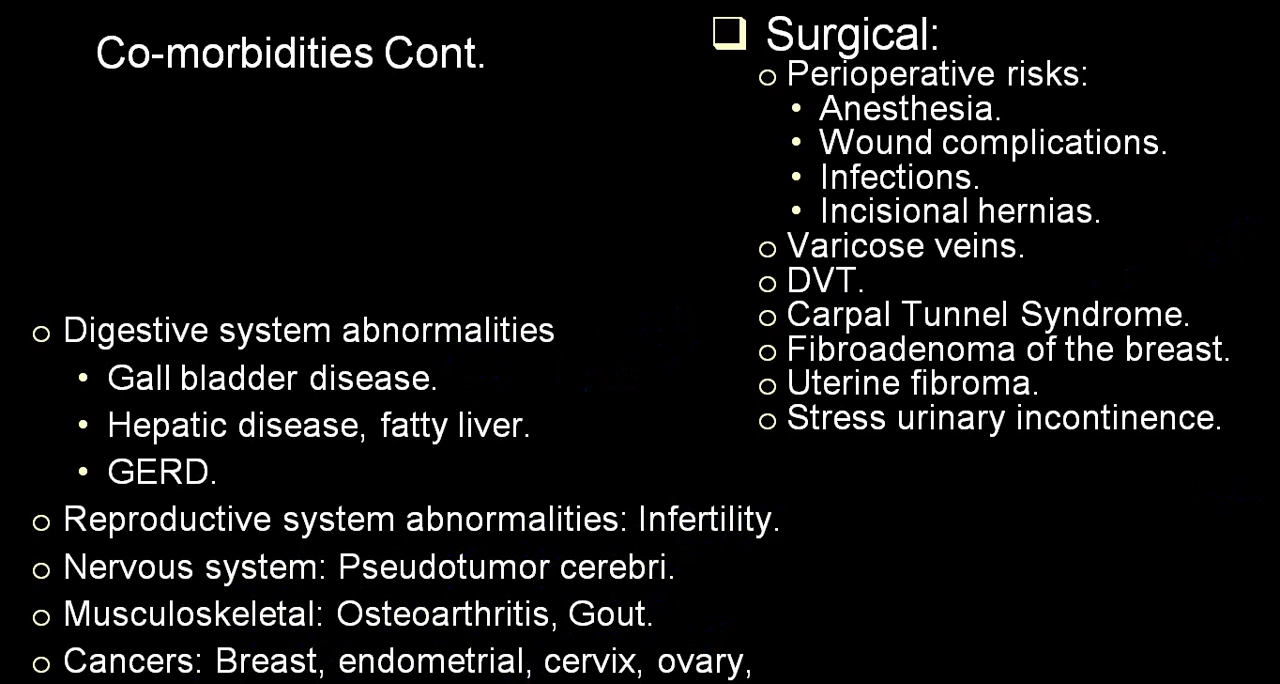 Co-morbidities Cont.
Digestive system abnormalities
Gall bladder disease.
Hepatic disease, fatty liver.
GERD.
Reproductive system abnormalities: Infertility.
Nervous system: Pseudotumor cerebri.
Musculoskeletal: Osteoarthritis, Gout.
Cancers: Breast, endometrial, cervix, ovary,
Surgical:
Perioperative risks:
Anesthesia.
Wound complications.
Infections.
Incisional hernias.
Varicose veins.
DVT.
Carpal Tunnel Syndrome.
Fibroadenoma of the breast.
Uterine fibroma.
Stress urinary incontinence.